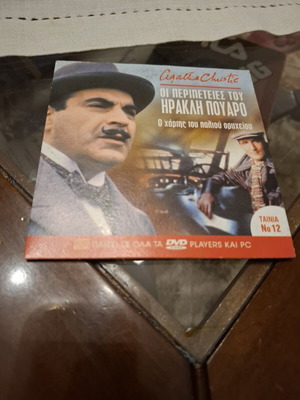 Agatha Christie
ΟΙ ΠΕΡΙΠΕΤΕΙΕΣ ΤΟΥ
ΗΡΑΚΛΗ ΠΟΥΑΡΟ
Ο χάρτης του παλιού ορυχείου
ΤΑΙΝΙΑ
Νο 12
ΠΑΙΖΕΙ ΣΕ ΟΛΑ ΤΑ DVD PLAYERS ΚΑΙ PC